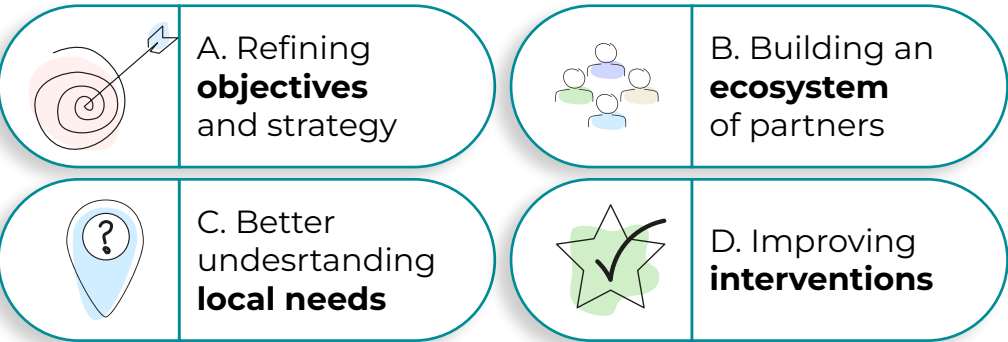 A. Refining
objectives
and strategy
B. Building an
ecosystem
of partners
C. Better
undesrtanding
local needs
?
D. Improving
interventions